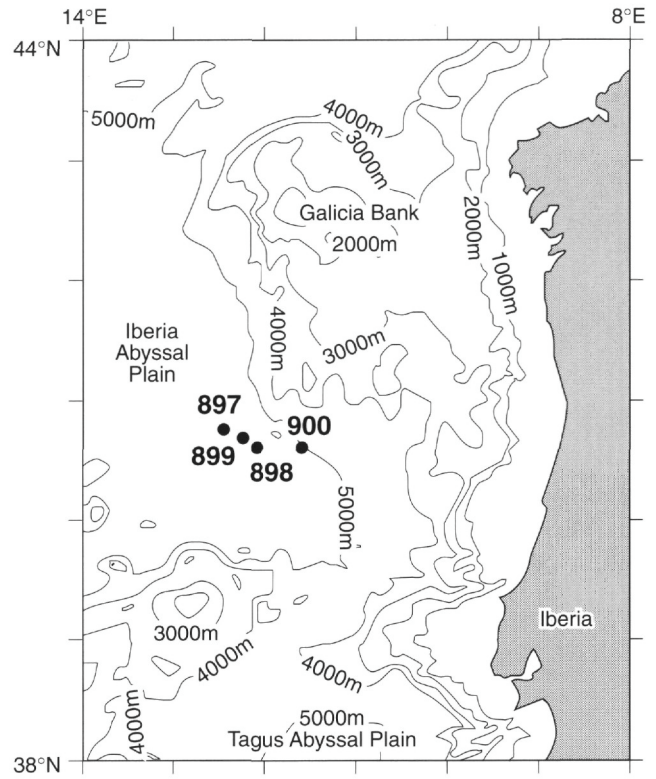 14°E
8°E
44°N
5000m
4000m
3000m
Galicia Bank
2000m
2000m
1000m
4000m
3000m
Iberia
Abyssal
Plain
897
900
899
898
5000m
Iberia
3000m
4000m
4000m
4000m
5000m
Tagus Abyssal Plain
38°N